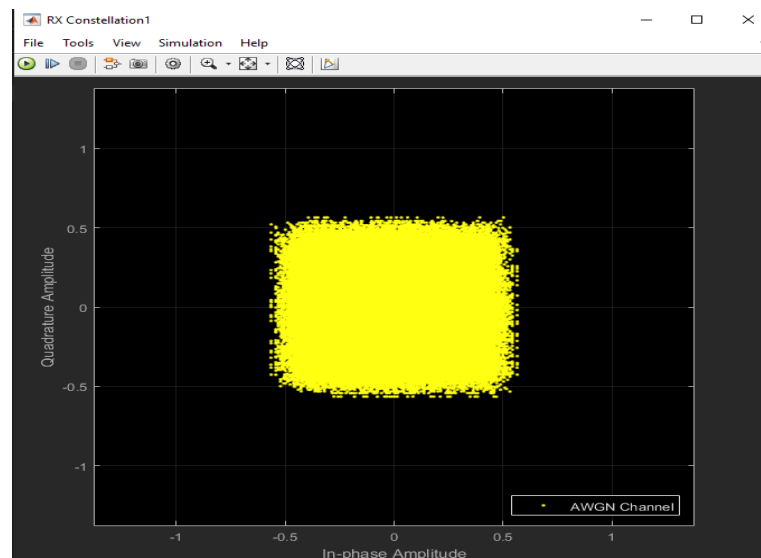 RX Constellation1
File Tools View Simulation Help
1
0.5
0
-0.5
-1
Quadrature Amplitude
AWGN Channel
-1 -0.5 0 0.5 1
In-phase Amplitude